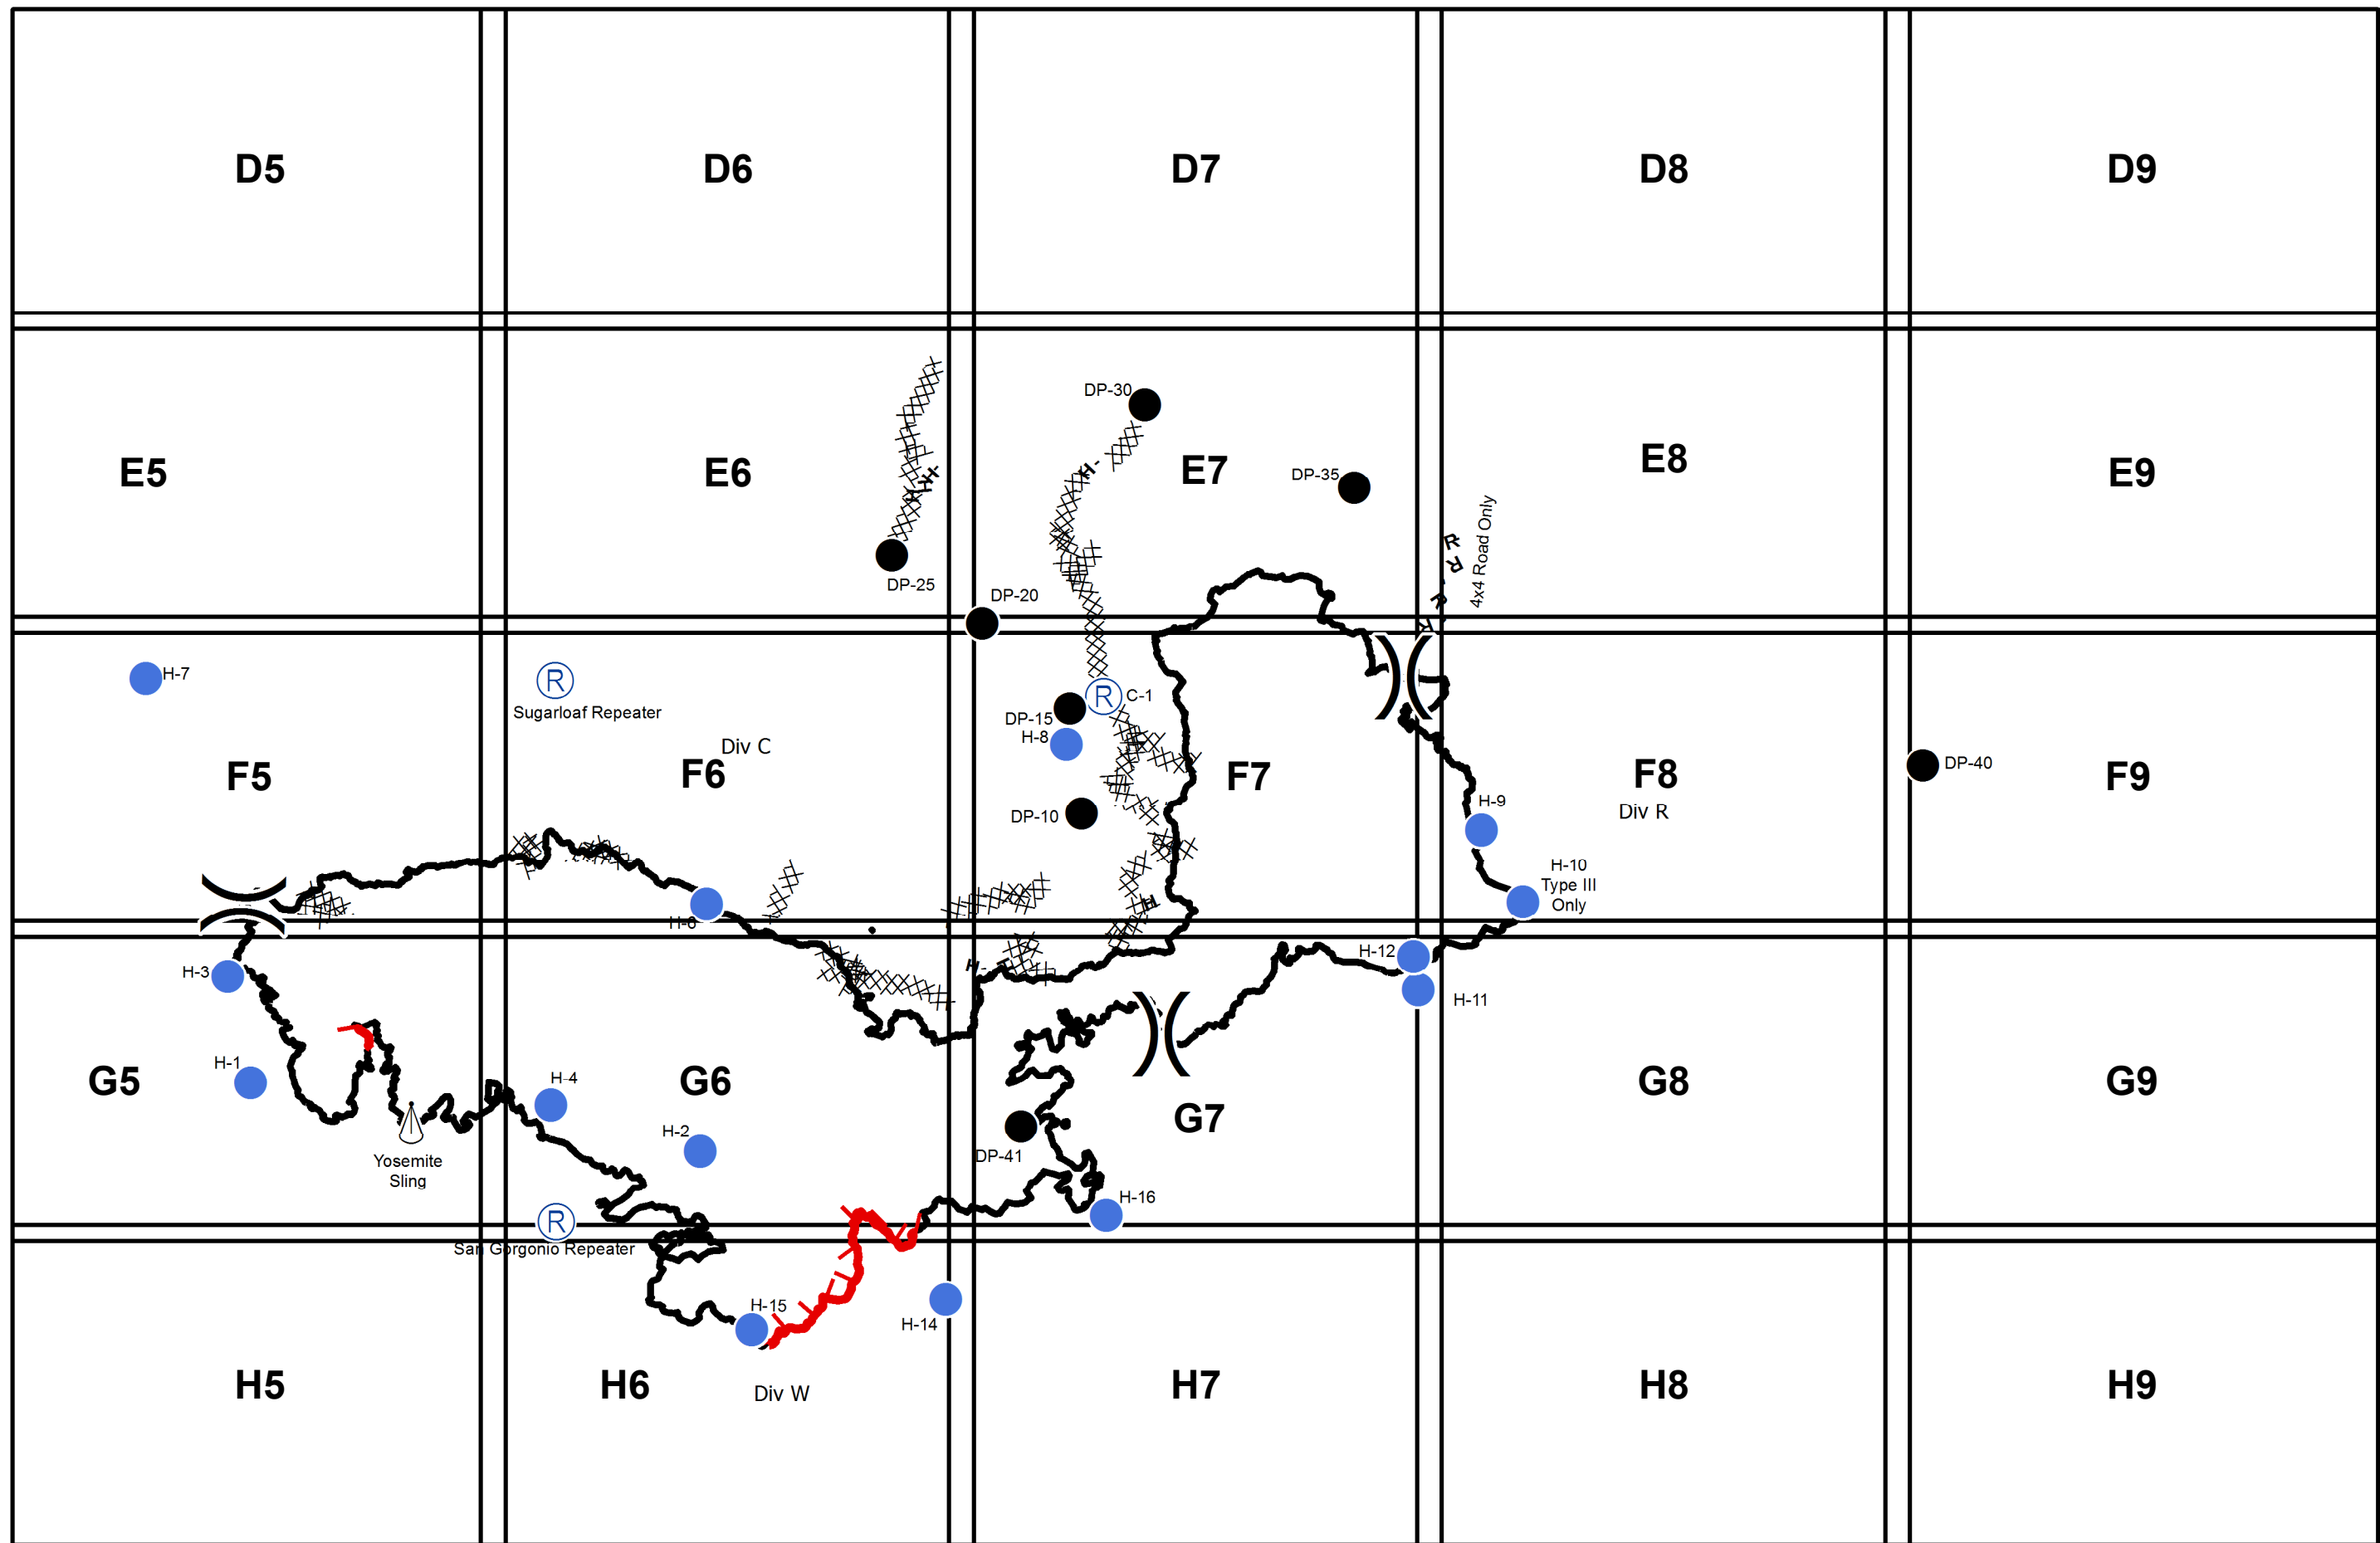 D5
D6
D7
D8
D9
DP-30
E5
E6
H-
E7
DP-35
E8
E9
H
H
H
4x4 Road Only
R
R
R
R
DP-25
DP-20
H-7
R
Sugarloaf Repeater
R
C-1
DP-15
H-8
Div C
F5
F6
F7
F8
DP-40
F9
H-9
Div R
DP-10
H-10
Type III
Only
H
H-6
H-12
H-3
H-
H
H-11
H-1
G5
H-4
G6
G8
G9
G7
H-2
Yosemite
Sling
DP-41
H-16
R
San Gorgonio Repeater
H-15
H-14
H5
H6
Div W
H7
H8
H9